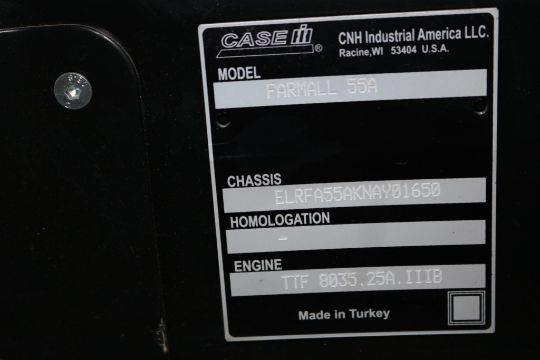 CASE IH ®
CNH Industrial America LLC.
Racine,WI 53404 U.S.A.
MODEL
FARMALL 55A
CHASSIS
ELRFA55AKNAY01650
HOMOLOGATION
-
ENGINE
TTF 8035.25A.IIIB
Made in Turkey